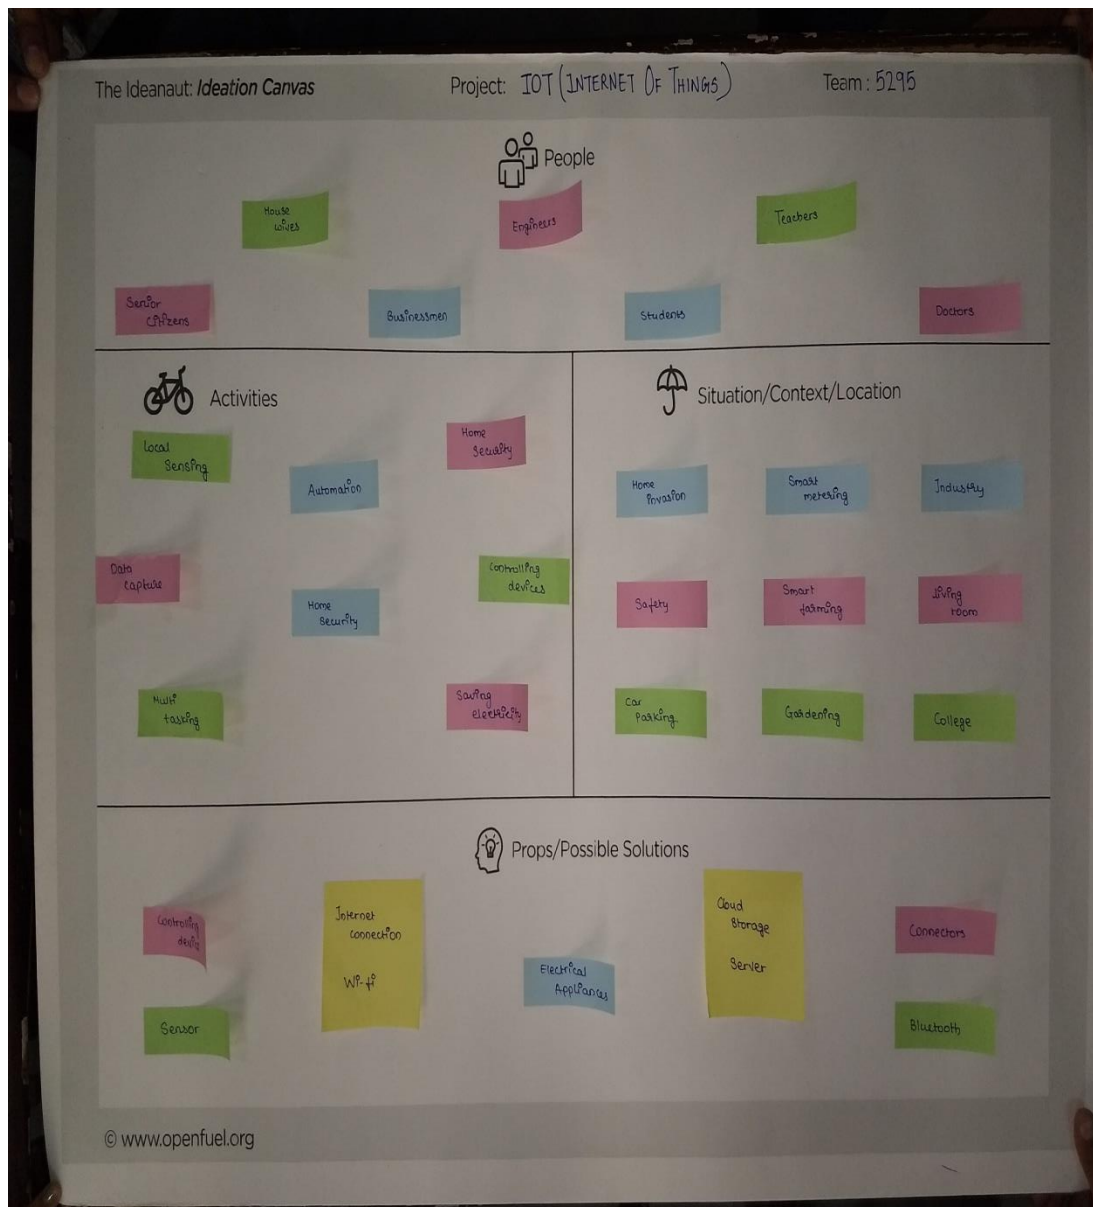 The Ideanaut: Ideation Canvas
Project: IOT (INTERNET OF THINGS)
Team : 5295
People
House
wives
Engineers
Teachers
Senior
Citizens
Businessmen
Students
Doctors
Activities
Local
Sensing
Automation
Home
Security
Data
Capture
Home
Security
Controlling
devices
Multi
tasking
Saving
electricity
Situation/Context/Location
Home
invasion
Smart
metering
Industry
Safety
Smart
farming
Living
room
Car
Parking
Gardening
College
Props/Possible Solutions
Controlling
device
Internet
connection
Wi-fi
Electrical
Appliances
Cloud
Storage
Server
Connectors
Sensor
Bluetooth
© www.openfuel.org